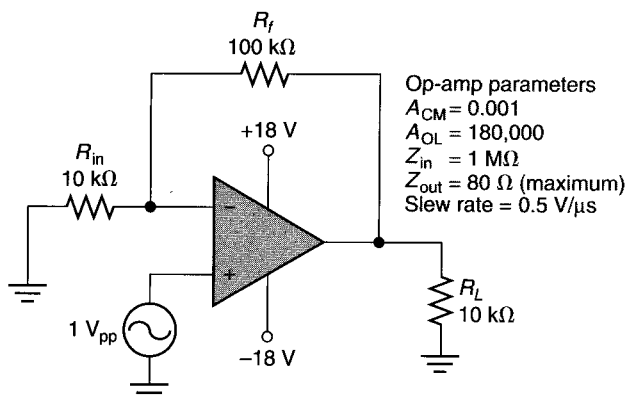 R_f
100 kΩ
Op-amp parameters
A_CM = 0.001
A_OL = 180,000
Z_in = 1 MΩ
Z_out = 80 Ω (maximum)
Slew rate = 0.5 V/μs
+18 V
R_in
10 kΩ
−
+
1 V_pp
−18 V
R_L
10 kΩ